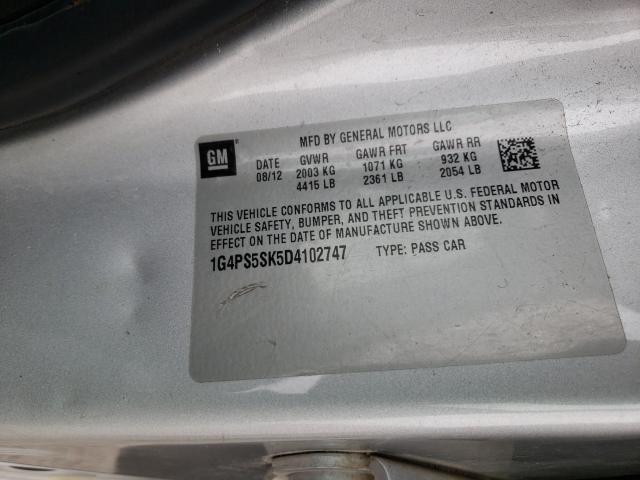 MFD BY GENERAL MOTORS LLC
GM
DATE GVWR GAWR FRT GAWR RR
08/12 2003 KG 1071 KG 932 KG
4415 LB 2361 LB 2054 LB
THIS VEHICLE CONFORMS TO ALL APPLICABLE U.S. FEDERAL MOTOR
VEHICLE SAFETY, BUMPER, AND THEFT PREVENTION STANDARDS IN
EFFECT ON THE DATE OF MANUFACTURE SHOWN ABOVE.
1G4PS5SK5D4102747 TYPE: PASS CAR